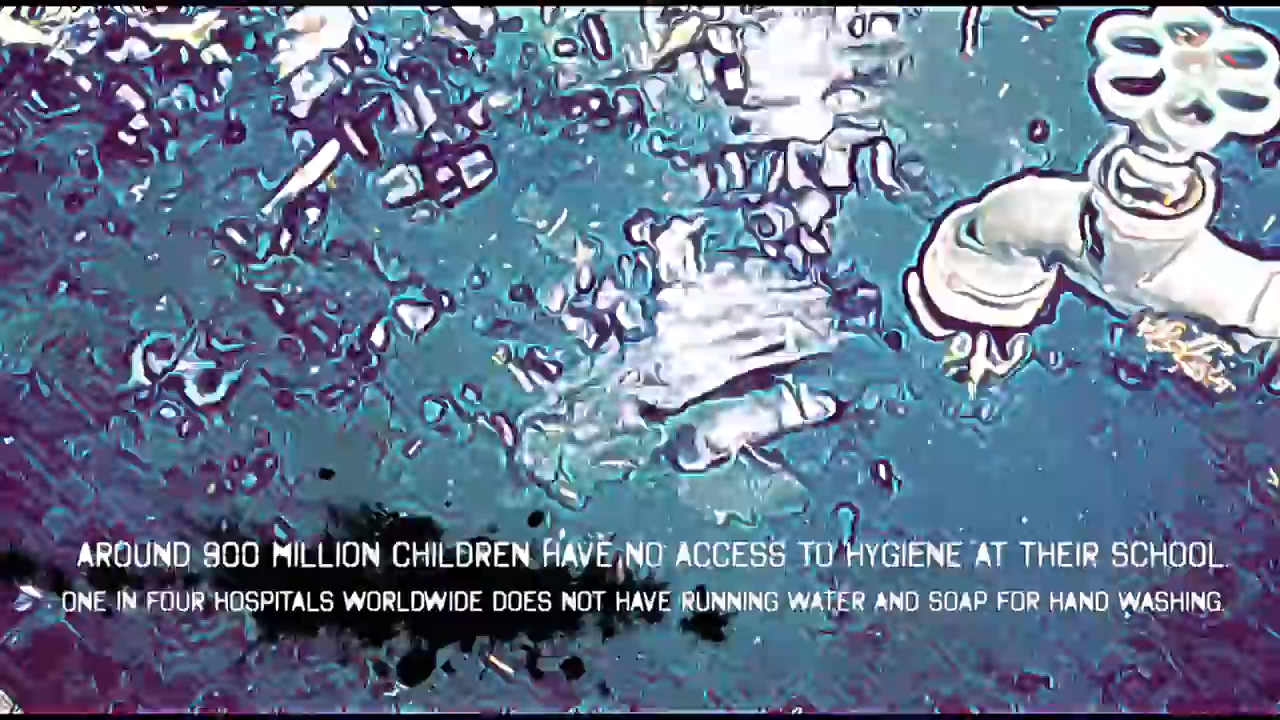 AROUND 900 MILLION CHILDREN HAVE NO ACCESS TO HYGIENE AT THEIR SCHOOL.
ONE IN FOUR HOSPITALS WORLDWIDE DOES NOT HAVE RUNNING WATER AND SOAP FOR HAND WASHING.